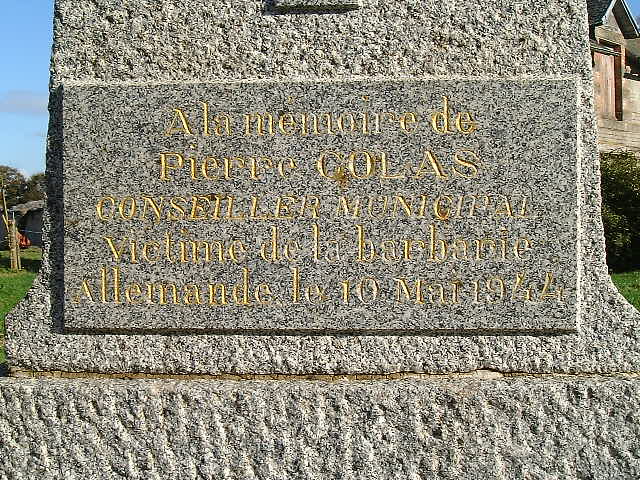 A la mémoire de
Pierre COLAS
CONSEILLER MUNICIPAL
victime de la barbarie
Allemande, le 10 Mai 1944